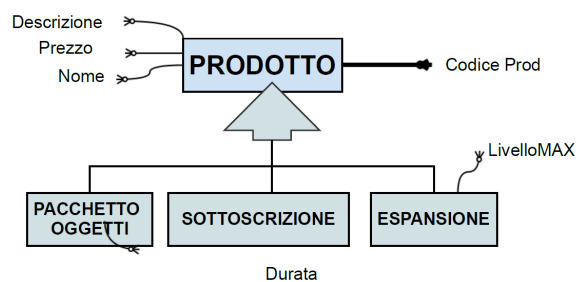 Descrizione
Prezzo
Nome
PRODOTTO
Codice Prod
LivelloMAX
PACCHETTO
OGGETTI
SOTTOSCRIZIONE
ESPANSIONE
Durata